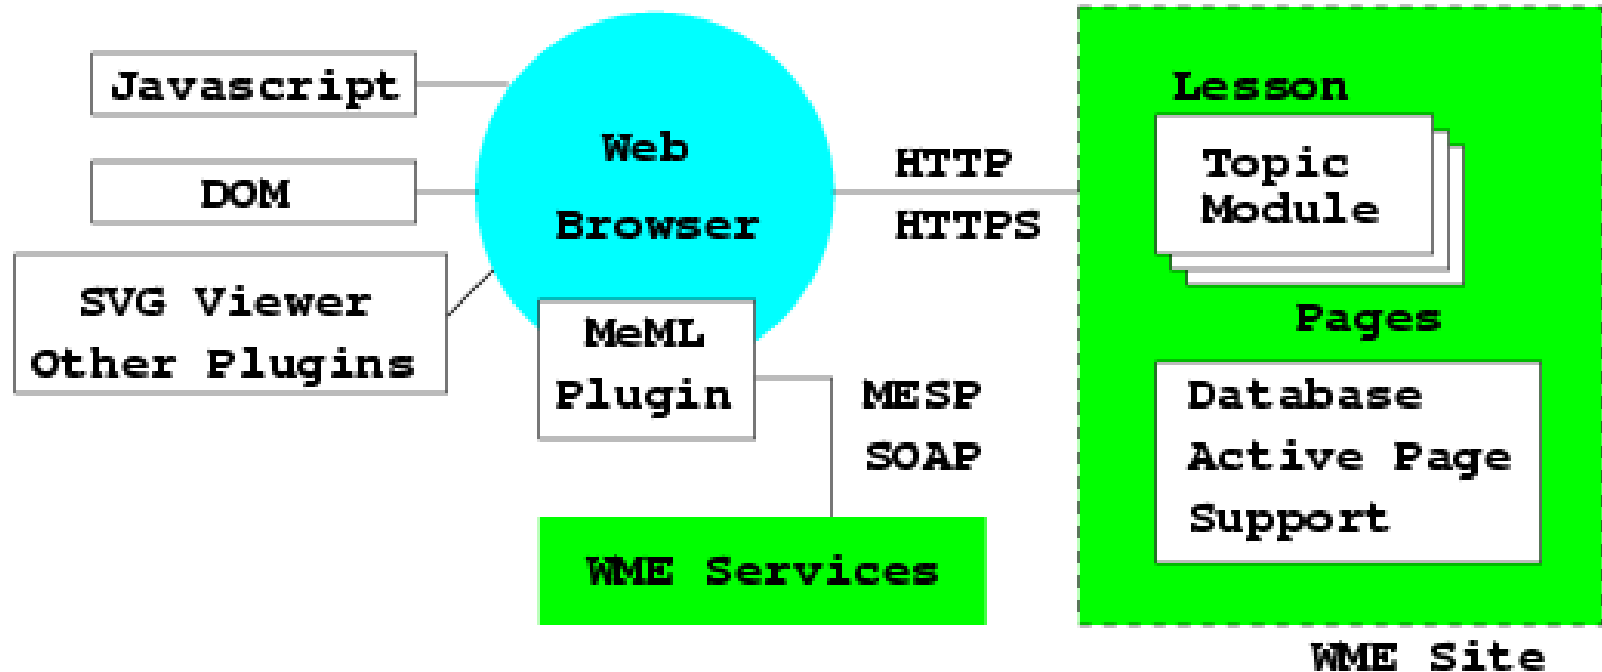 Javascript
DOM
SVG Viewer
Other Plugins
Web
Browser
MeML
Plugin
HTTP
HTTPS
MESP
SOAP
WME Services
Lesson
Topic
Module
Pages
Database
Active Page
Support
WME Site